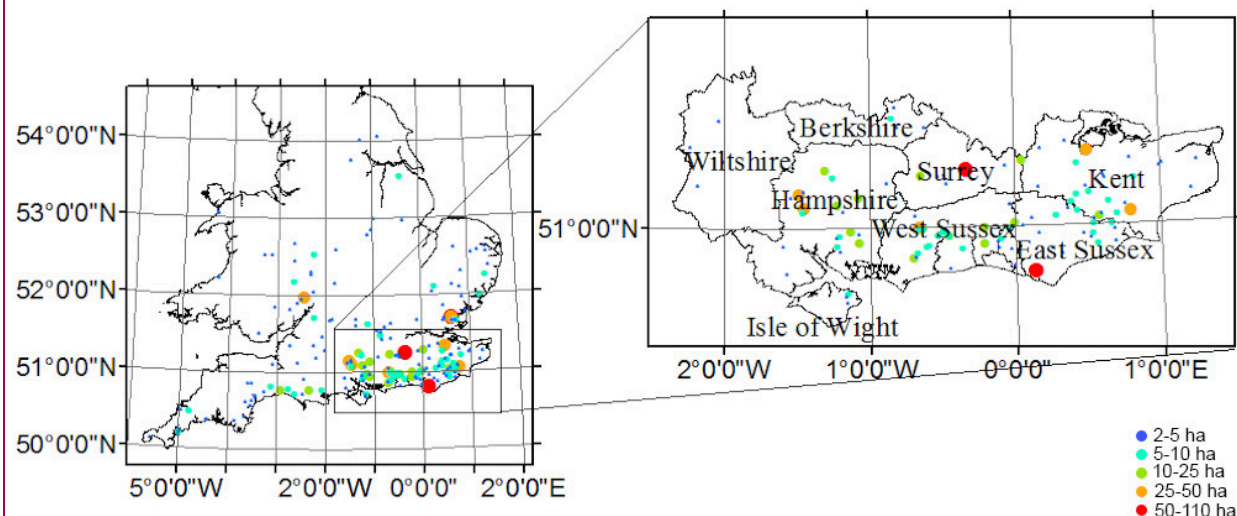 54°0'0"N
53°0'0"N
52°0'0"N
51°0'0"N
50°0'0"N
5°0'0"W
2°0'0"W
0°0'0"
2°0'0"E
51°0'0"N
Berkshire
Wiltshire
Surrey
Kent
Hampshire
West Sussex
East Sussex
Isle of Wight
2°0'0"W
1°0'0"W
0°0'0"
1°0'0"E
2-5 ha
5-10 ha
10-25 ha
25-50 ha
50-110 ha